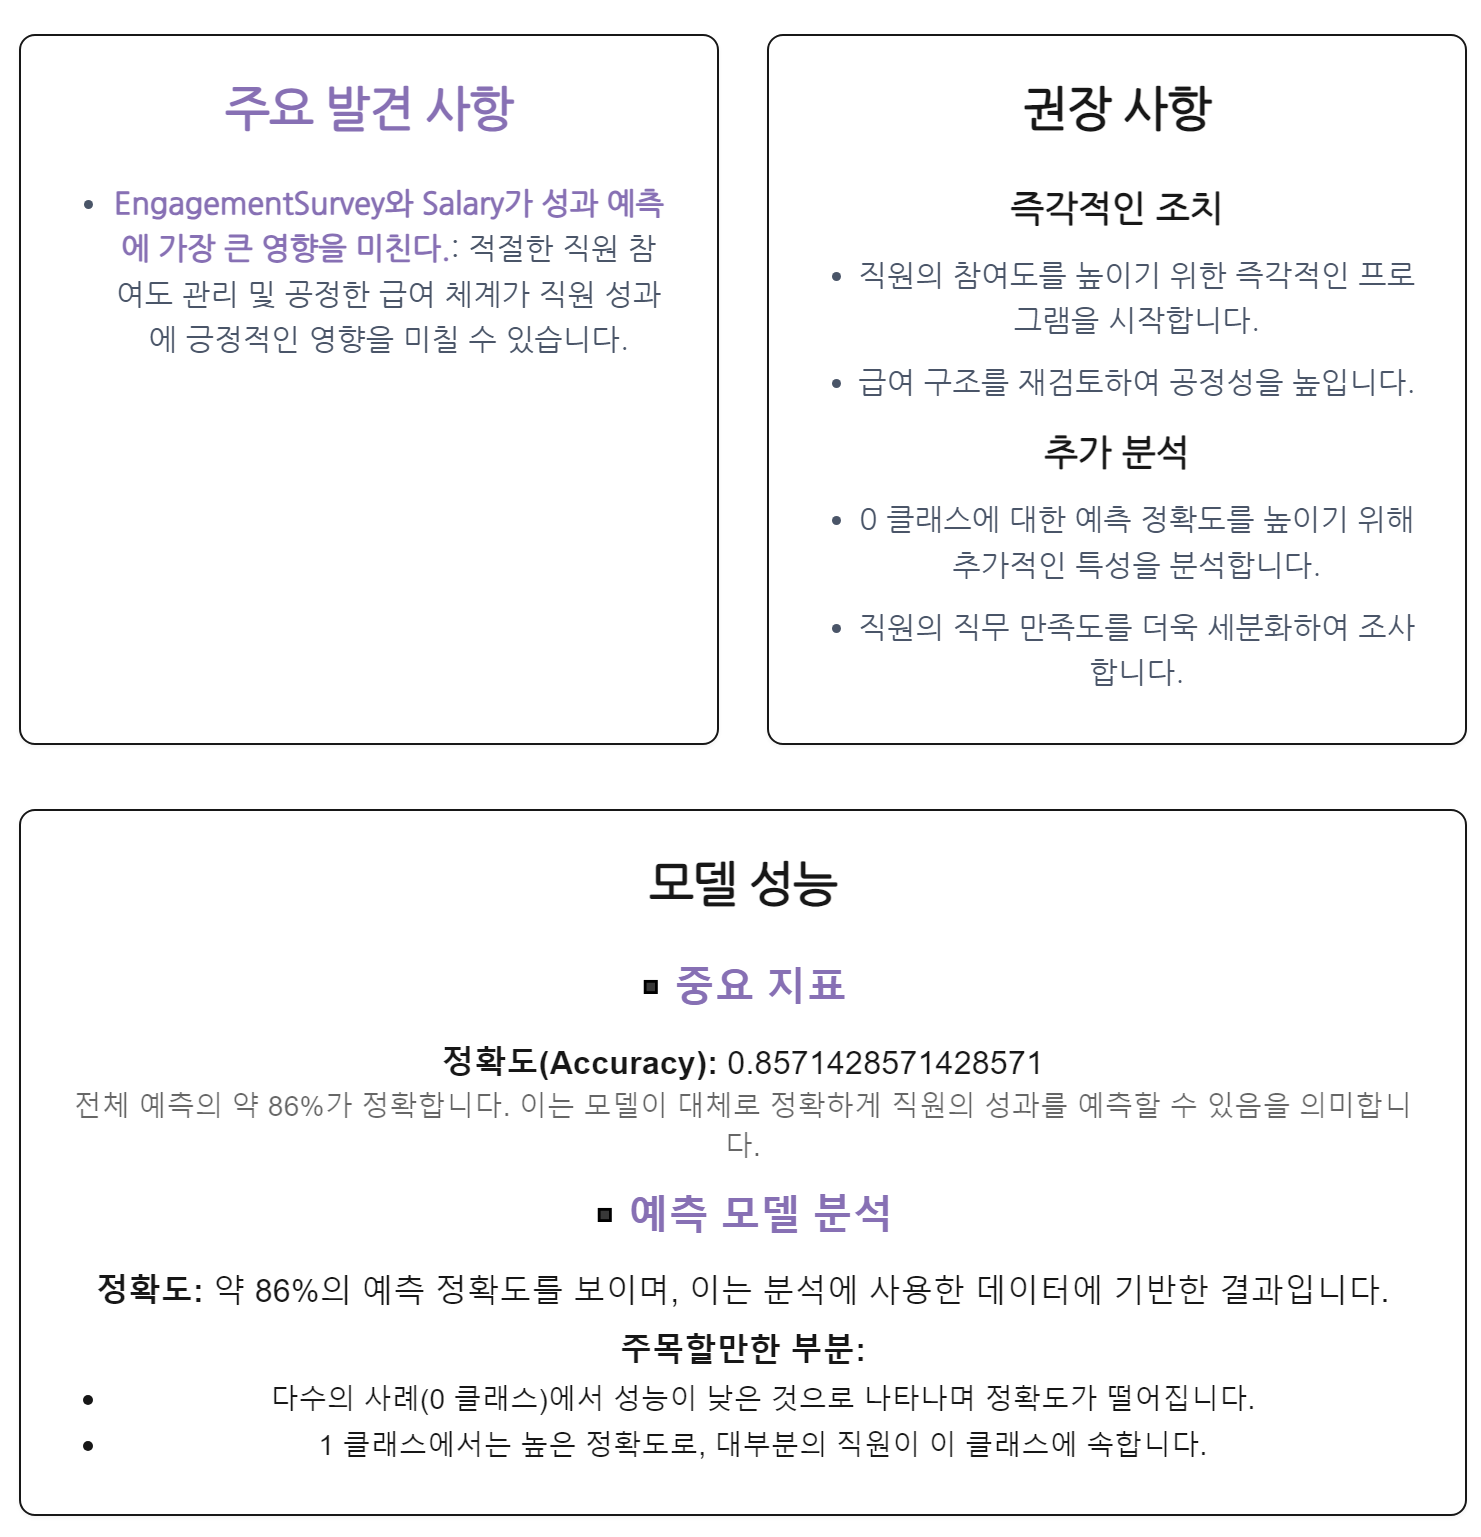 주요 발견 사항
• EngagementSurvey와 Salary가 성과 예측
에 가장 큰 영향을 미친다.: 적절한 직원 참
여도 관리 및 공정한 급여 체계가 직원 성과
에 긍정적인 영향을 미칠 수 있습니다.
권장 사항
즉각적인 조치
• 직원의 참여도를 높이기 위한 즉각적인 프로
그램을 시작합니다.
• 급여 구조를 재검토하여 공정성을 높입니다.
추가 분석
• 0 클래스에 대한 예측 정확도를 높이기 위해
추가적인 특성을 분석합니다.
• 직원의 직무 만족도를 더욱 세분화하여 조사
합니다.
모델 성능
▪ 중요 지표
정확도(Accuracy): 0.8571428571428571
전체 예측의 약 86%가 정확합니다. 이는 모델이 대체로 정확하게 직원의 성과를 예측할 수 있음을 의미합니
다.
▪ 예측 모델 분석
정확도: 약 86%의 예측 정확도를 보이며, 이는 분석에 사용한 데이터에 기반한 결과입니다.
주목할만한 부분:
• 다수의 사례(0 클래스)에서 성능이 낮은 것으로 나타나며 정확도가 떨어집니다.
• 1 클래스에서는 높은 정확도로, 대부분의 직원이 이 클래스에 속합니다.